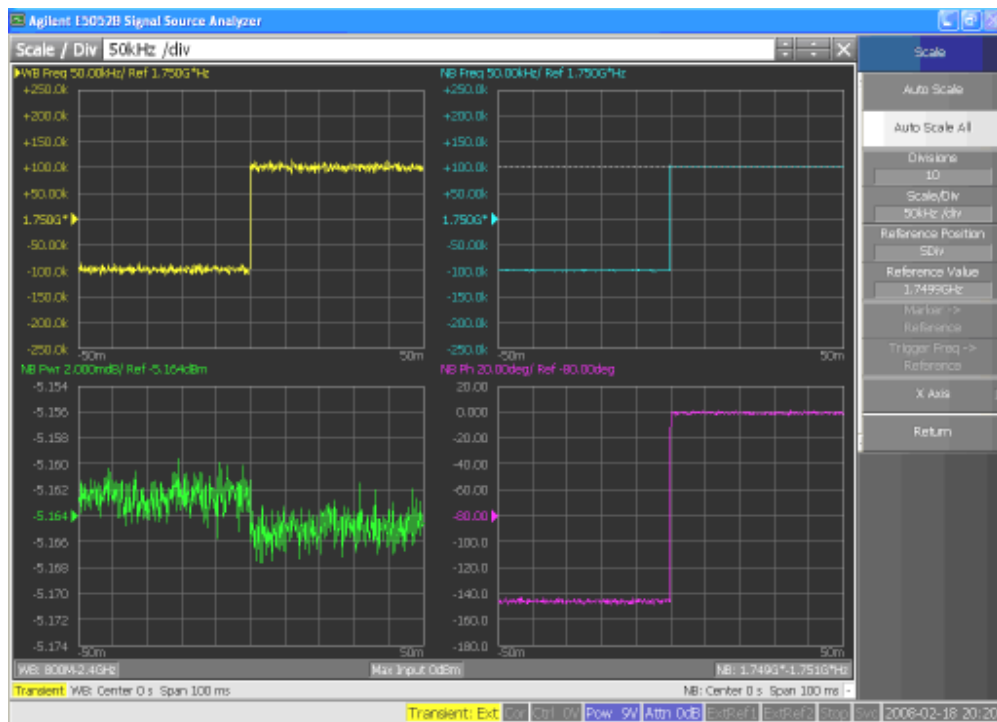 Agilent E5052B Signal Source Analyzer
Scale / Div 50kHz /div
Scale
WB Freq 50.00kHz/ Ref 1.750G*Hz
+250.0k
+200.0k
+150.0k
+100.0k
+50.00k
1.750G*
-50.00k
-100.0k
-150.0k
-200.0k
-250.0k
-50m
50m
NB Freq 50.00kHz/ Ref 1.750G*Hz
+250.0k
+200.0k
+150.0k
+100.0k
+50.00k
1.750G*
-50.00k
-100.0k
-150.0k
-200.0k
-250.0k
-50m
50m
NB Pwr 2.000mdB/ Ref -5.164dBm
-5.154
-5.156
-5.158
-5.160
-5.162
-5.164
-5.166
-5.168
-5.170
-5.172
-5.174
-50m
50m
NB Ph 20.00deg/ Ref -80.00deg
20.00
0.000
-20.00
-40.00
-60.00
-80.00
-100.0
-120.0
-140.0
-160.0
-180.0
-50m
50m
Auto Scale
Auto Scale All
Divisions
10
Scale/Div
50kHz /div
Reference Position
5Div
Reference Value
1.7499GHz
Marker ->
Reference
Trigger Freq ->
Reference
X Axis
Return
WB: 800M-2.4GHz
Max Input 0dBm
NB: 1.749G*-1.751G*Hz
Transient WB: Center 0 s Span 100 ms
NB: Center 0 s Span 100 ms
Transient: Ext Cor Ctrl 0V Pow 9V Attn 0dB ExtRef1 ExtRef2 Stop Svc 2008-02-18 20:20